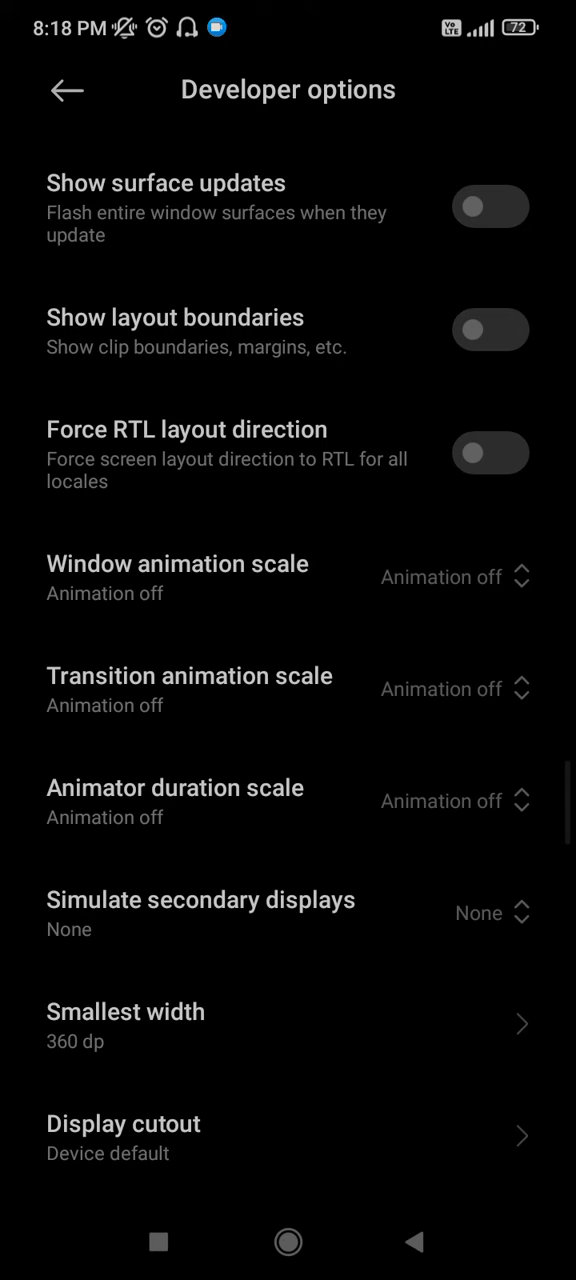 8:18 PM Vo LTE 72
Developer options
Show surface updates
Flash entire window surfaces when they
update
Show layout boundaries
Show clip boundaries, margins, etc.
Force RTL layout direction
Force screen layout direction to RTL for all
locales
Window animation scale
Animation off
Animation off
Transition animation scale
Animation off
Animation off
Animator duration scale
Animation off
Animation off
Simulate secondary displays
None
None
Smallest width
360 dp
Display cutout
Device default